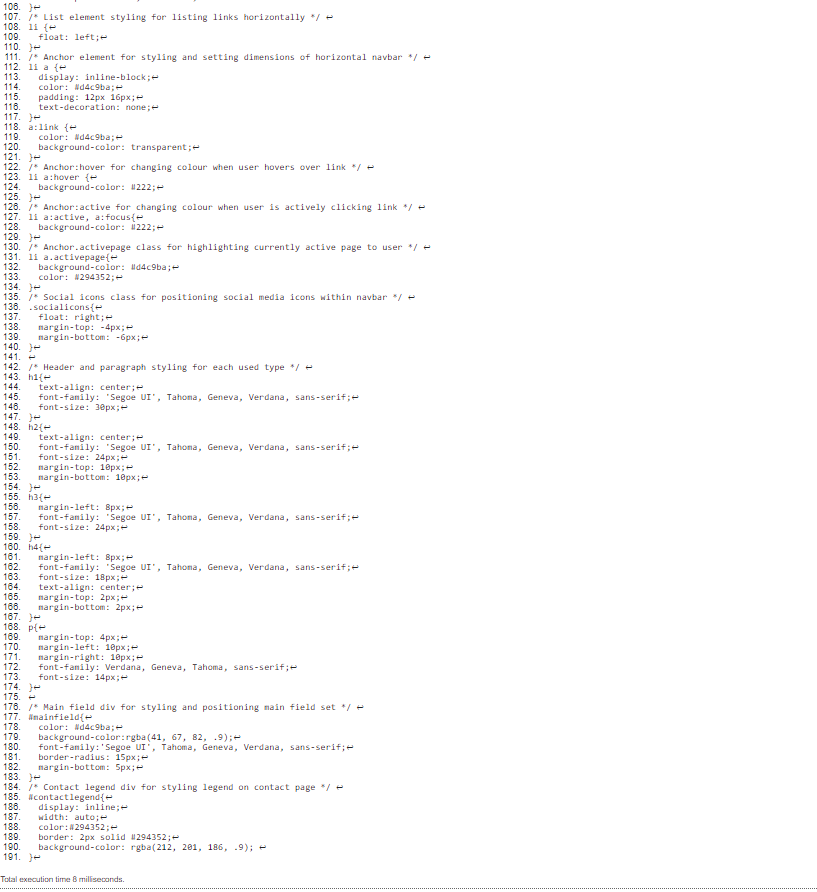 106. }↩
107. /* List element styling for listing links horizontally */ ↩
108. li {↩
109. float: left;↩
110. }↩
111. /* Anchor element for styling and setting dimensions of horizontal navbar */ ↩
112. li a {↩
113. display: inline-block;↩
114. color: #d4c9ba;↩
115. padding: 12px 16px;↩
116. text-decoration: none;↩
117. }↩
118. a:link {↩
119. color: #d4c9ba;↩
120. background-color: transparent;↩
121. }↩
122. /* Anchor:hover for changing colour when user hovers over link */ ↩
123. li a:hover {↩
124. background-color: #222;↩
125. }↩
126. /* Anchor:active for changing colour when user is actively clicking link */ ↩
127. li a:active, a:focus{↩
128. background-color: #222;↩
129. }↩
130. /* Anchor.activepage class for highlighting currently active page to user */ ↩
131. li a.activepage{↩
132. background-color: #d4c9ba;↩
133. color: #294352;↩
134. }↩
135. /* Social icons class for positioning social media icons within navbar */ ↩
136. .socialicons{↩
137. float: right;↩
138. margin-top: -4px;↩
139. margin-bottom: -6px;↩
140. }↩
141. ↩
142. /* Header and paragraph styling for each used type */ ↩
143. h1{↩
144. text-align: center;↩
145. font-family: 'Segoe UI', Tahoma, Geneva, Verdana, sans-serif;↩
146. font-size: 30px;↩
147. }↩
148. h2{↩
149. text-align: center;↩
150. font-family: 'Segoe UI', Tahoma, Geneva, Verdana, sans-serif;↩
151. font-size: 24px;↩
152. margin-top: 10px;↩
153. margin-bottom: 10px;↩
154. }↩
155. h3{↩
156. margin-left: 8px;↩
157. font-family: 'Segoe UI', Tahoma, Geneva, Verdana, sans-serif;↩
158. font-size: 24px;↩
159. }↩
160. h4{↩
161. margin-left: 8px;↩
162. font-family: 'Segoe UI', Tahoma, Geneva, Verdana, sans-serif;↩
163. font-size: 18px;↩
164. text-align: center;↩
165. margin-top: 2px;↩
166. margin-bottom: 2px;↩
167. }↩
168. p{↩
169. margin-top: 4px;↩
170. margin-left: 10px;↩
171. margin-right: 10px;↩
172. font-family: Verdana, Geneva, Tahoma, sans-serif;↩
173. font-size: 14px;↩
174. }↩
175. ↩
176. /* Main field div for styling and positioning main field set */ ↩
177. #mainfield{↩
178. color: #d4c9ba;↩
179. background-color:rgba(41, 67, 82, .9);↩
180. font-family:'Segoe UI', Tahoma, Geneva, Verdana, sans-serif;↩
181. border-radius: 15px;↩
182. margin-bottom: 5px;↩
183. }↩
184. /* Contact legend div for styling legend on contact page */ ↩
185. #contactlegend{↩
186. display: inline;↩
187. width: auto;↩
188. color:#294352;↩
189. border: 2px solid #294352;↩
190. background-color: rgba(212, 201, 186, .9); ↩
191. }↩
Total execution time 8 milliseconds.